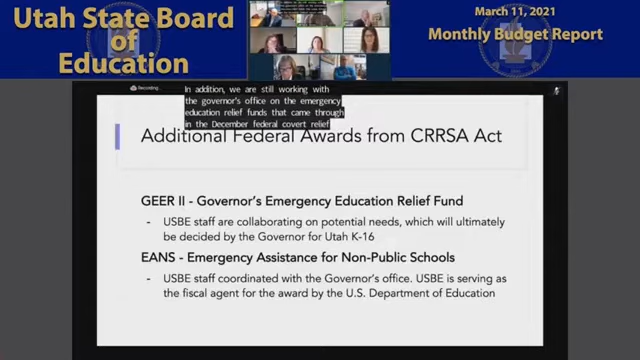 Utah State Board
of
Education
March 11, 2021
Monthly Budget Report
In addition, we are still working with
the governor's office on the emergency
education relief funds that came through
in the December federal covert relief
Additional Federal Awards from CRRSA Act
GEER II - Governor's Emergency Education Relief Fund
- USBE staff are collaborating on potential needs, which will ultimately
be decided by the Governor for Utah K-16
EANS - Emergency Assistance for Non-Public Schools
- USBE staff coordinated with the Governor's office. USBE is serving as
the fiscal agent for the award by the U.S. Department of Education